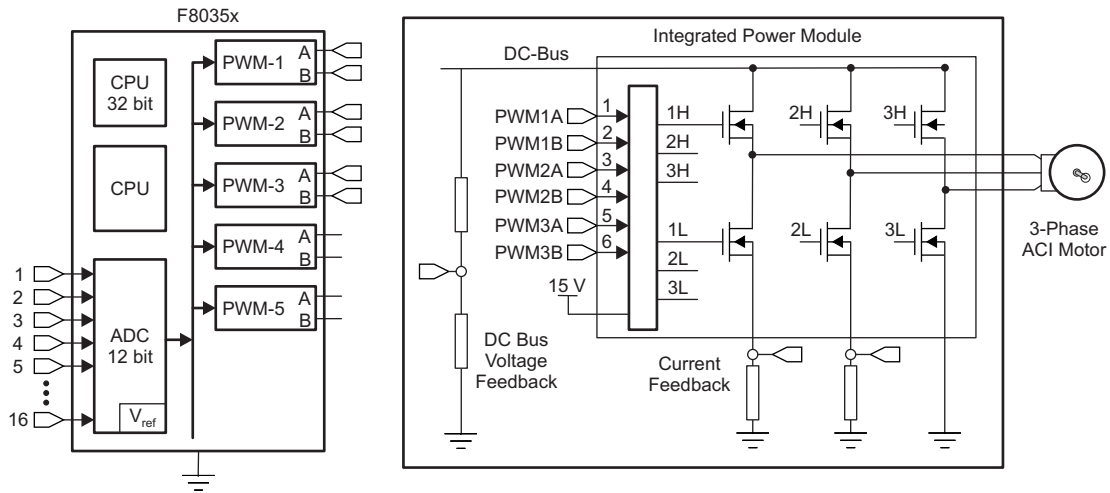 F8035x
CPU
32 bit
CPU
1
2
3
4
5
16
ADC
12 bit
Vref
PWM-1
A
B
PWM-2
A
B
PWM-3
A
B
PWM-4
A
B
PWM-5
A
B
Integrated Power Module
DC-Bus
PWM1A
PWM1B
PWM2A
PWM2B
PWM3A
PWM3B
1
2
3
4
5
6
15 V
1H
2H
3H
1L
2L
3L
2H
3H
2L
3L
DC Bus
Voltage
Feedback
Current
Feedback
3-Phase
ACI Motor